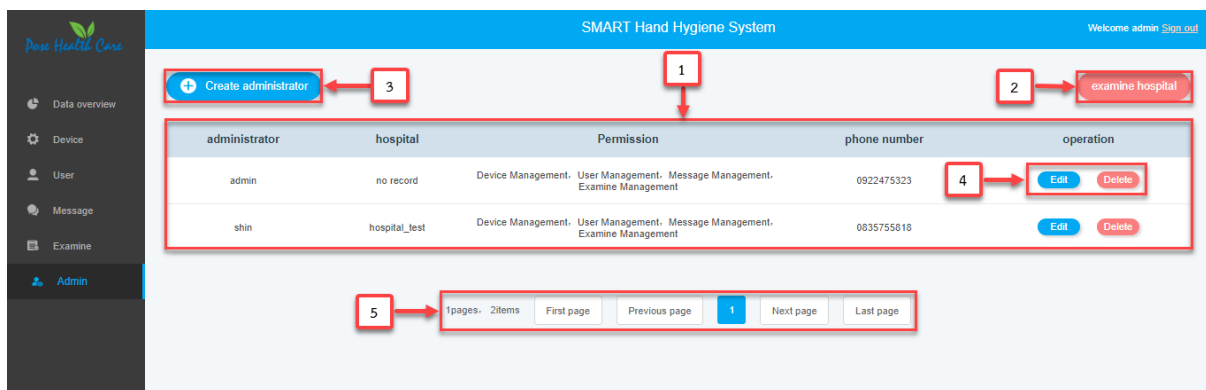 SMART Hand Hygiene System
Welcome admin Sign out
Pose Health Care
Data overview
Device
User
Message
Examine
Admin
1
Create administrator
3
2
examine hospital
administrator hospital Permission phone number operation
admin no record Device Management，User Management，Message Management， 0922475323 4 Edit Delete
Examine Management
shin hospital_test Device Management，User Management，Message Management， 0835755818 Edit Delete
Examine Management
5
1pages， 2items First page Previous page 1 Next page Last page